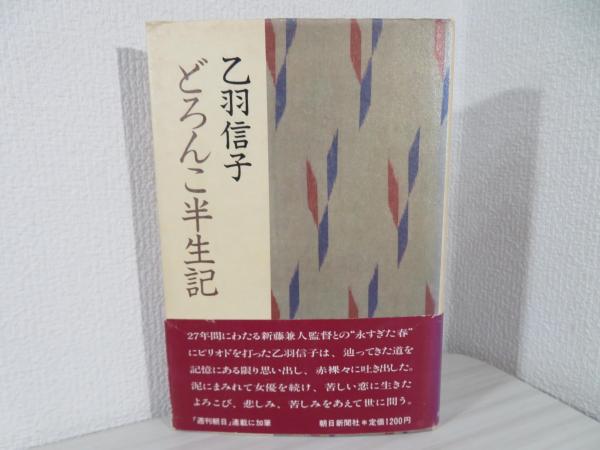 乙羽信子
どろんこ半生記
27年間にわたる新藤兼人監督との“永すぎた春”
にピリオドを打った乙羽信子は、辿ってきた道を
記憶にある限り思い出し、赤裸々に吐き出した。
泥にまみれて女優を続け、苦しい恋に生きた
よろこび、悲しみ、苦しみをあえて世に問う。
「週刊朝日」連載に加筆
朝日新聞社＊定価1200円